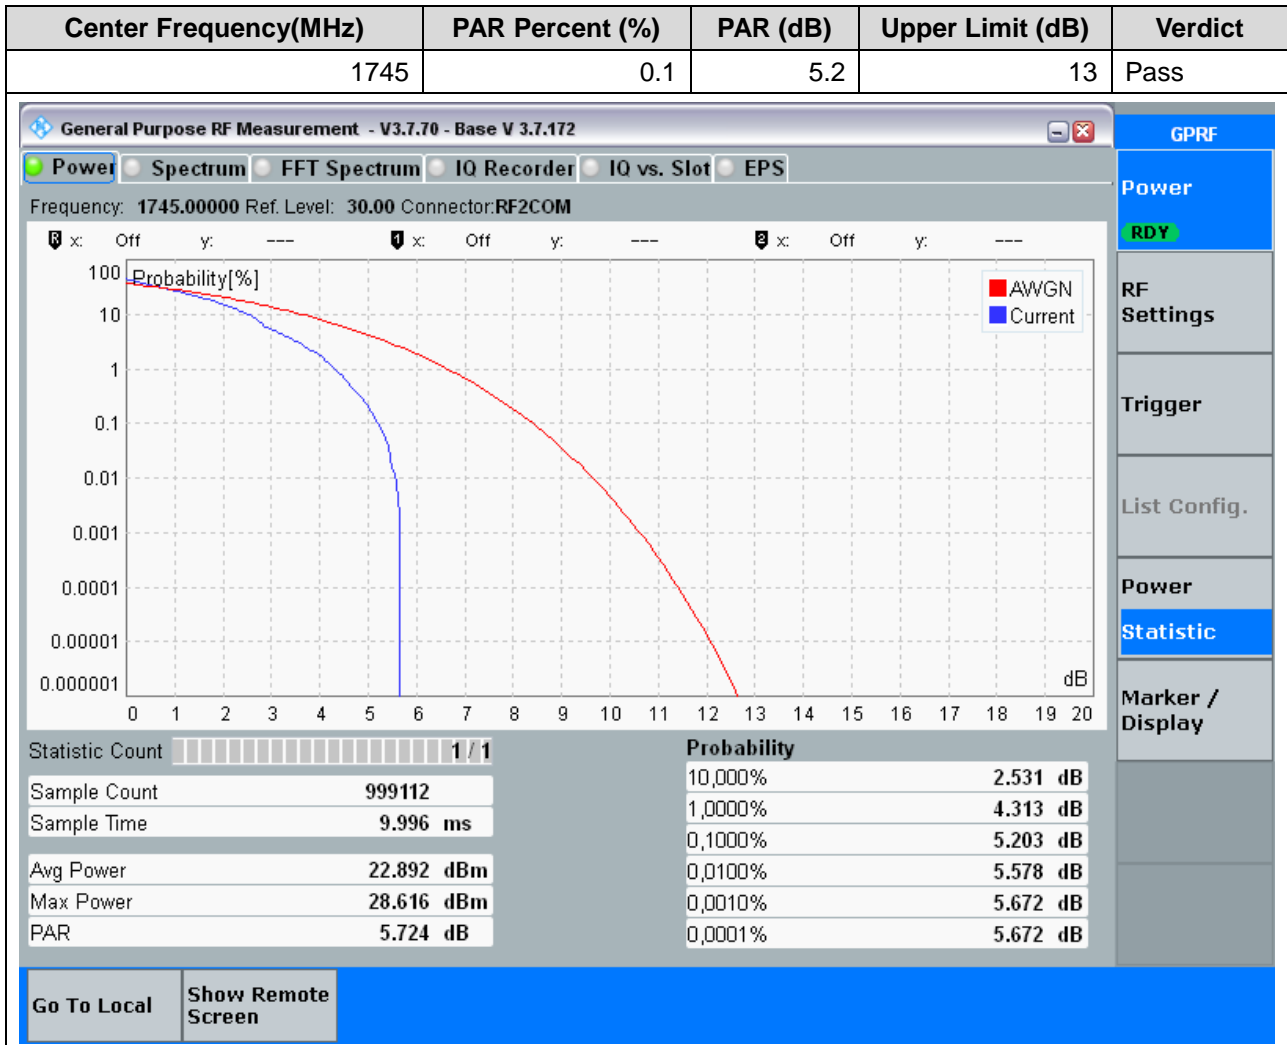 Center Frequency(MHz) PAR Percent (%) PAR (dB) Upper Limit (dB) Verdict
1745 0.1 5.2 13 Pass
General Purpose RF Measurement - V3.7.70 - Base V 3.7.172
GPRF
Power Spectrum FFT Spectrum IQ Recorder IQ vs. Slot EPS
Frequency: 1745.00000 Ref. Level: 30.00 Connector:RF2COM
R x: Off y: --- 1 x: Off y: --- 2 x: Off y: ---
Probability[%]
AWGN
Current
100
10
1
0.1
0.01
0.001
0.0001
0.00001
0.000001
dB
0 1 2 3 4 5 6 7 8 9 10 11 12 13 14 15 16 17 18 19 20
Statistic Count 1 / 1
Sample Count 999112
Sample Time 9.996 ms
Avg Power 22.892 dBm
Max Power 28.616 dBm
PAR 5.724 dB
Probability
10,000% 2.531 dB
1,0000% 4.313 dB
0,1000% 5.203 dB
0,0100% 5.578 dB
0,0010% 5.672 dB
0,0001% 5.672 dB
Power
RDY
RF
Settings
Trigger
List Config.
Power
Statistic
Marker /
Display
Go To Local
Show Remote
Screen